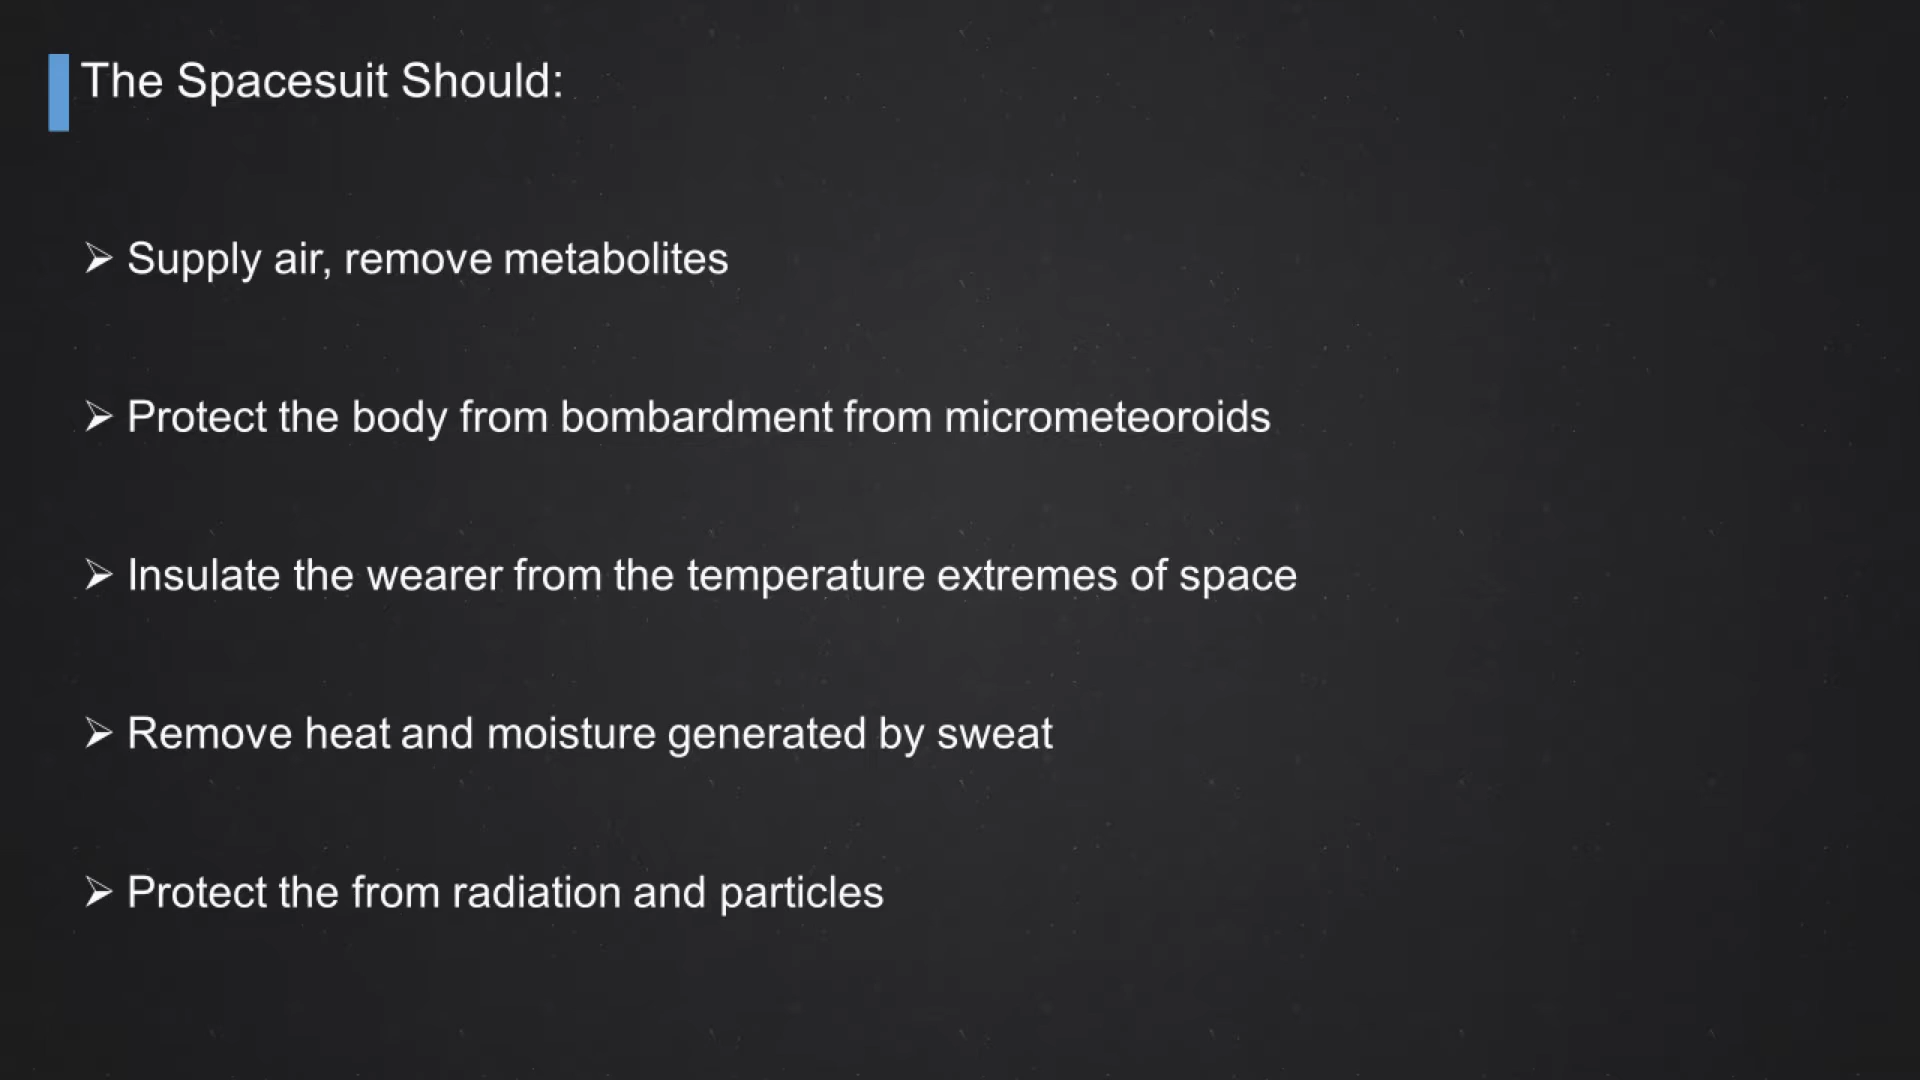 The Spacesuit Should:
Supply air, remove metabolites
Protect the body from bombardment from micrometeoroids
Insulate the wearer from the temperature extremes of space
Remove heat and moisture generated by sweat
Protect the from radiation and particles